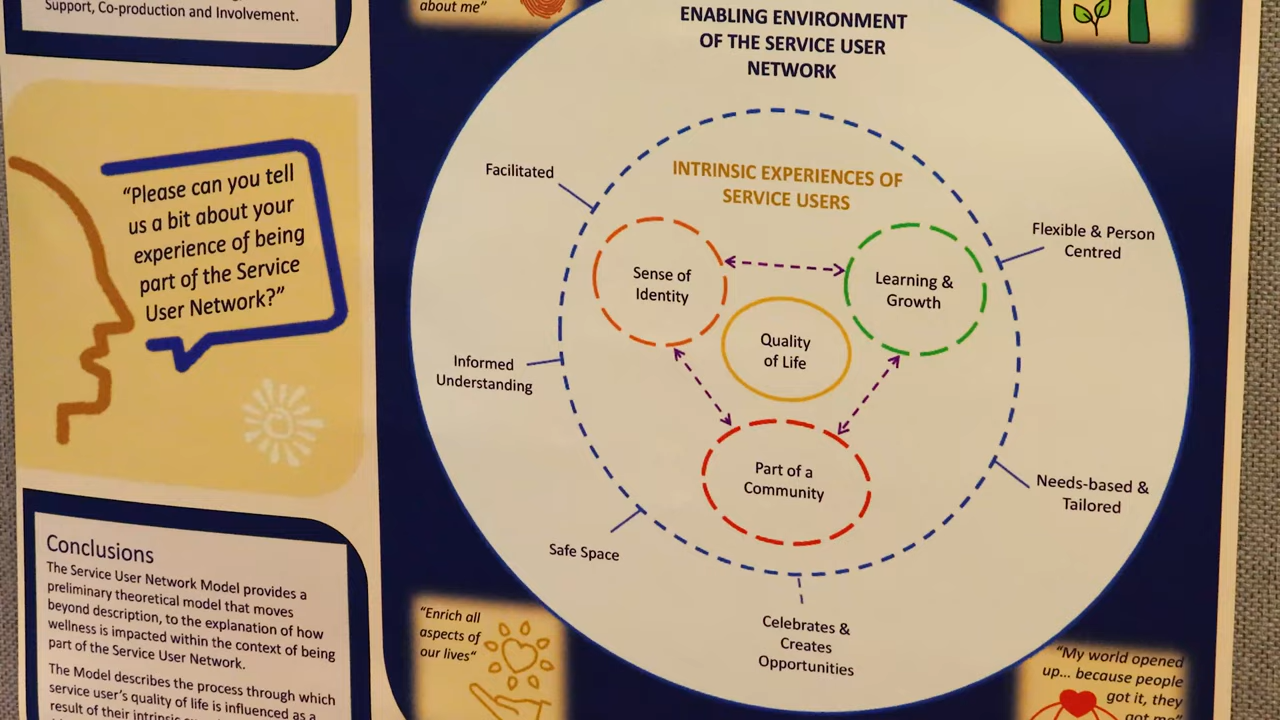 Support, Co-production and Involvement.
“Please can you tell
us a bit about your
experience of being
part of the Service
User Network?”
Conclusions
The Service User Network Model provides a
preliminary theoretical model that moves
beyond description, to the explanation of how
wellness is impacted within the context of being
part of the Service User Network.
The Model describes the process through which
service user’s quality of life is influenced as a
result of their intrinsic
about me”
ENABLING ENVIRONMENT
OF THE SERVICE USER
NETWORK
INTRINSIC EXPERIENCES OF
SERVICE USERS
Facilitated
Flexible & Person
Centred
Sense of
Identity
Learning &
Growth
Quality
of Life
Informed
Understanding
Part of a
Community
Needs-based &
Tailored
Safe Space
Celebrates &
Creates
Opportunities
“Enrich all
aspects of
our lives“
“My world opened
up... because people
got it, they
got me”